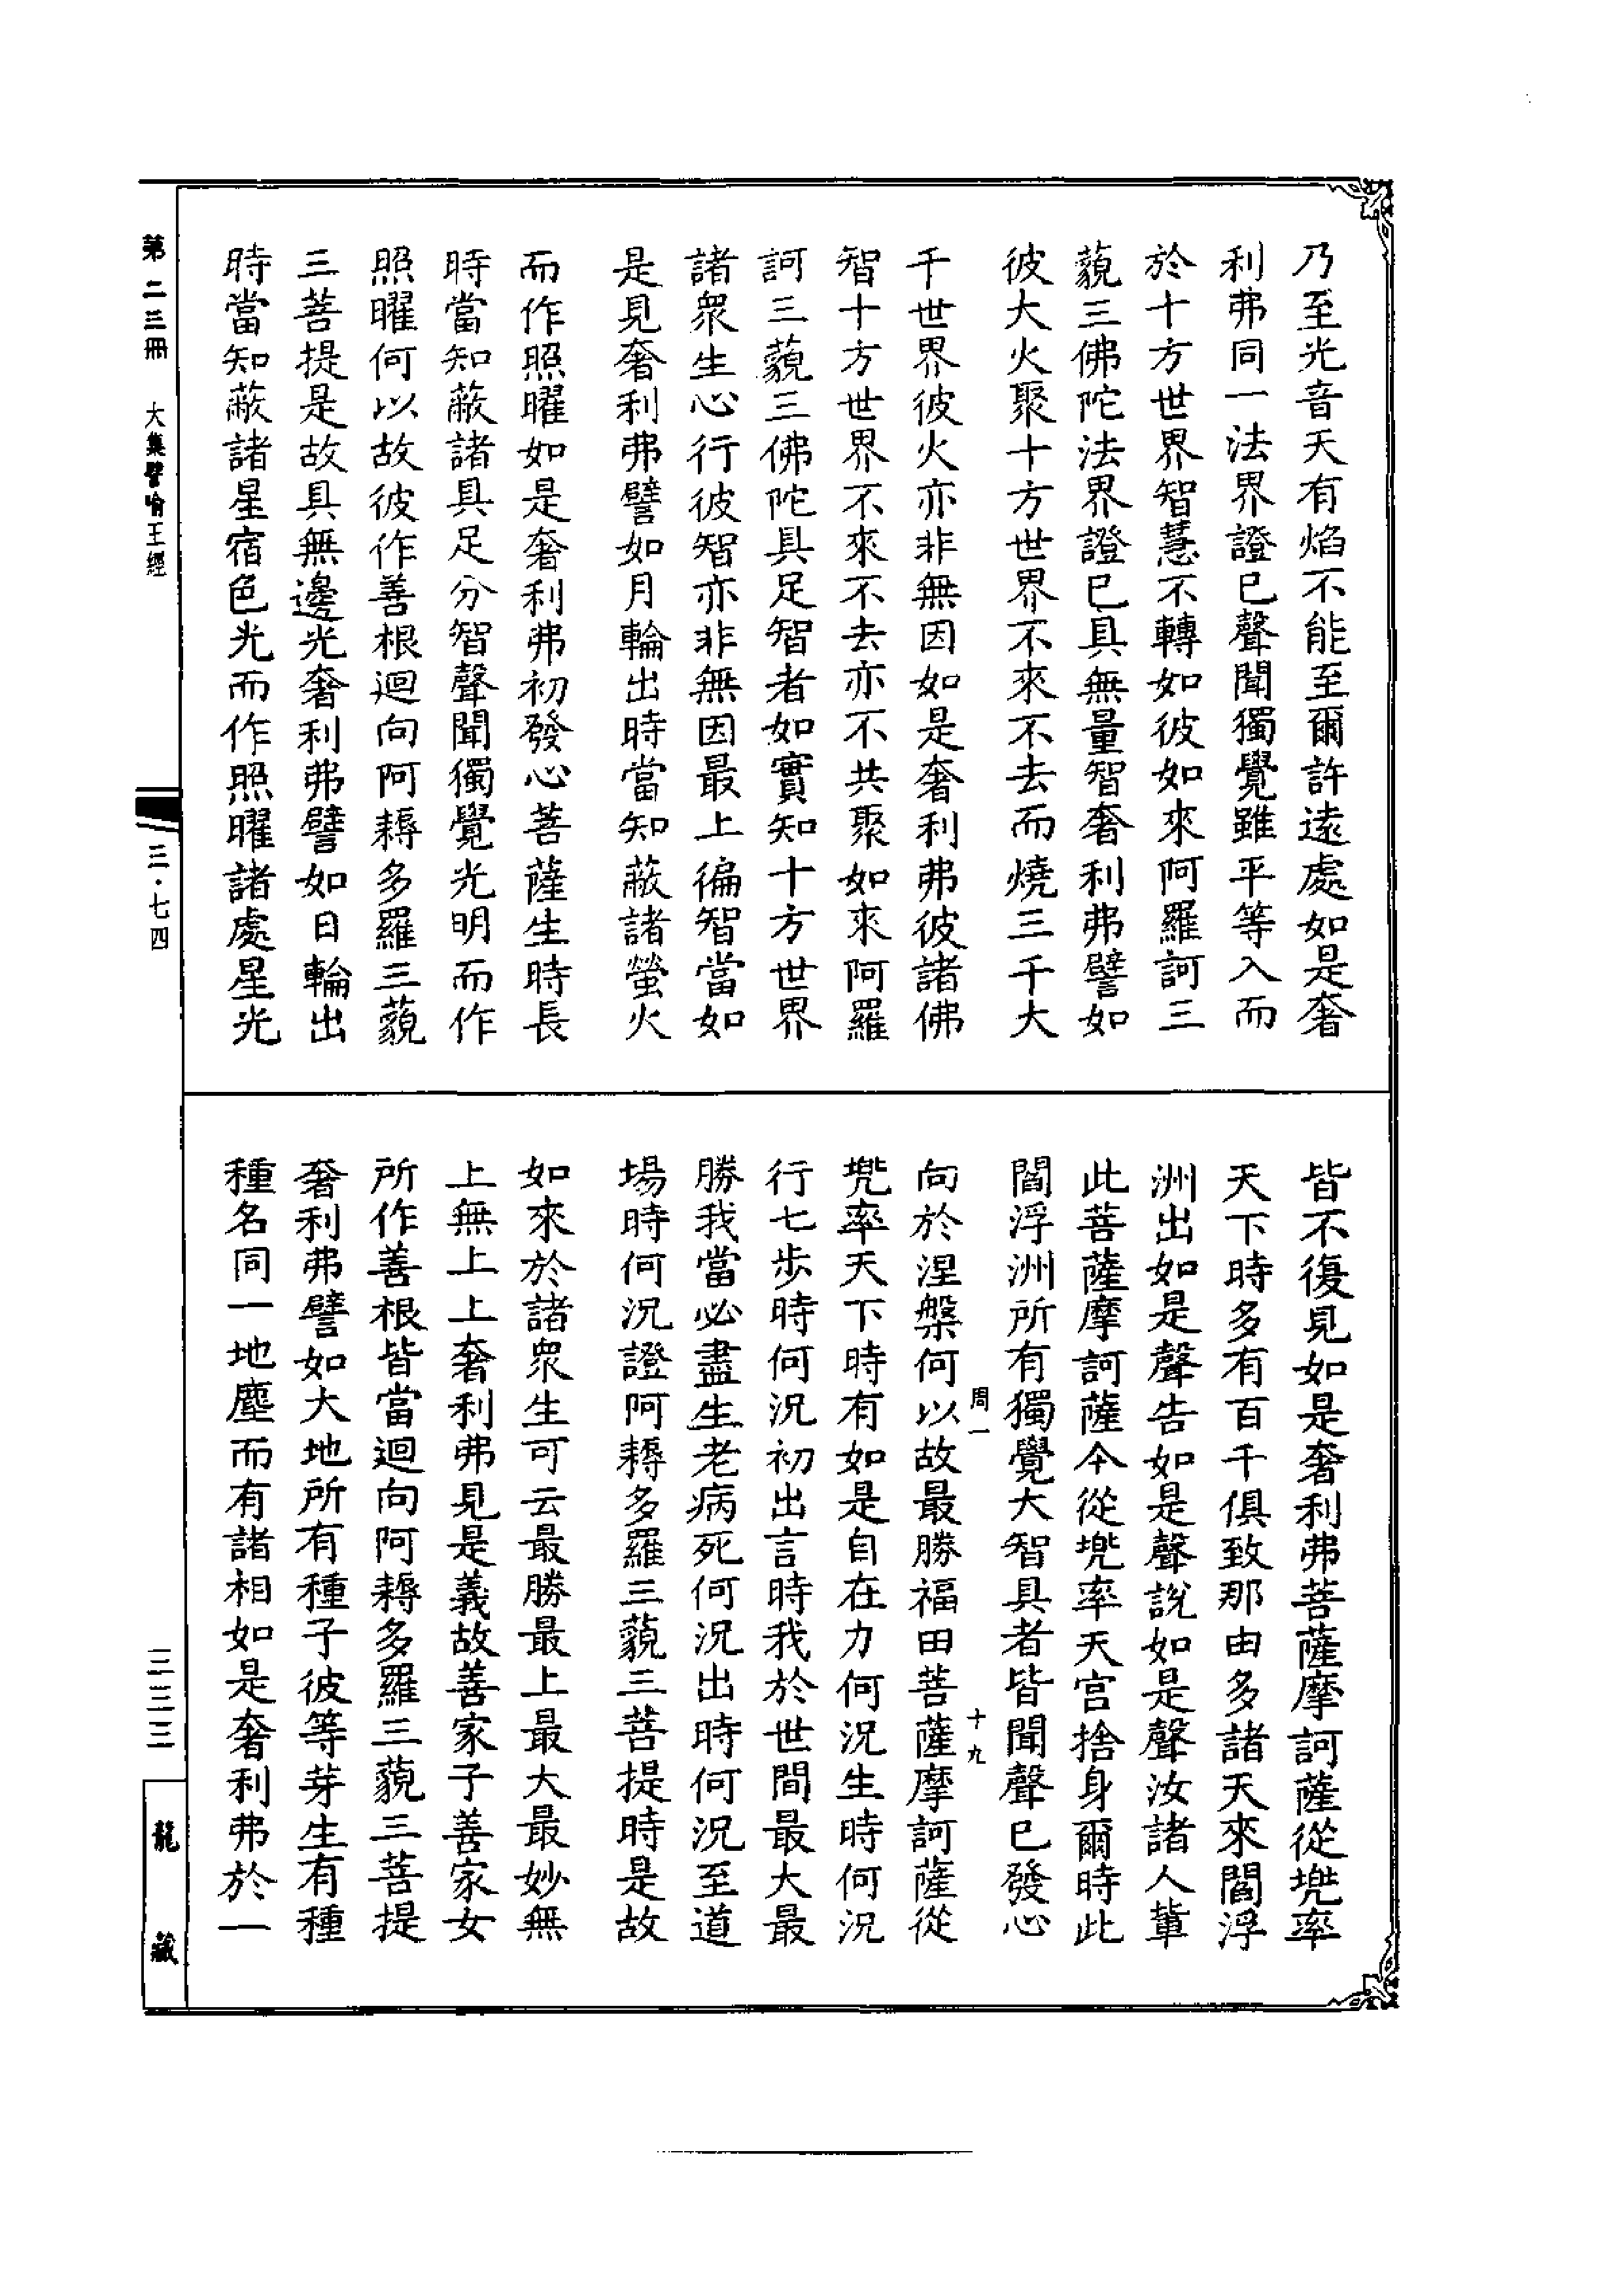 乃至光音天有焰不能至爾許遠處如是奢
利弗同一法界證已聲聞獨覺雖平等入而
於十方世界智慧不轉如彼如來阿羅訶三
藐三佛陀法界證已具無量智奢利弗譬如
彼大火聚十方世界不來不去而燒三千大
千世界彼火亦非無因如是奢利弗彼諸佛
智十方世界不來不去亦不共聚如來阿羅
訶三藐三佛陀具足智者如實知十方世界
諸衆生心行彼智亦非無因最上徧智當如
是見奢利弗譬如月輪出時當知蔽諸螢火
而作照曜如是奢利弗初發心菩薩生時長
時當知蔽諸具足分智聲聞獨覺光明而作
照曜何以故彼作善根迴向阿耨多羅三藐
三菩提是故具無邊光奢利弗譬如日輪出
時當知蔽諸星宿色光而作照曜諸處星光
皆不復見如是奢利弗菩薩摩訶薩從兜率
天下時多有百千俱致那由多諸天來閻浮
洲出如是聲告如是聲說如是聲汝諸人輩
此菩薩摩訶薩今從兜率天宮捨身爾時此
閻浮洲所有獨覺大智具者皆聞聲已發心
周一 十九
向於涅槃何以故最勝福田菩薩摩訶薩從
兜率天下時有如是自在力何況生時何況
行七步時何況初出言時我於世間最大最
勝我當必盡生老病死何況出時何況至道
場時何況證阿耨多羅三藐三菩提時是故
如來於諸衆生可云最勝最上最大最妙無
上無上上奢利弗見是義故善家子善家女
所作善根皆當迴向阿耨多羅三藐三菩提
奢利弗譬如大地所有種子彼等芽生有種
種名同一地塵而有諸相如是奢利弗於一
第二三冊 大集譬喻王經
三·七四
三三三
龍藏